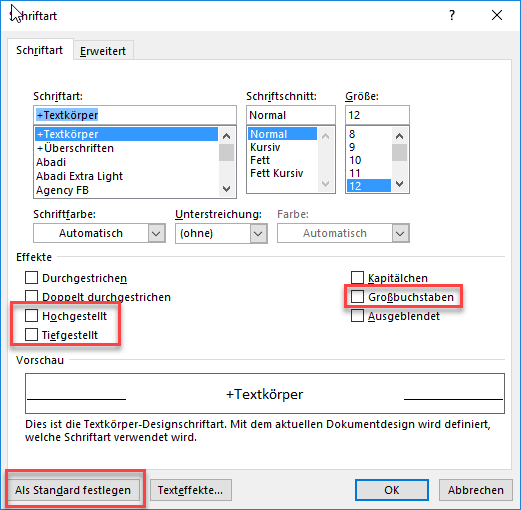 Schriftart
? ×
Schriftart Erweitert
Schriftart: Schriftschnitt: Größe:
+Textkörper Normal 12
+Textkörper Normal 8
+Überschriften Kursiv 9
Abadi Fett 10
Abadi Extra Light Fett Kursiv 11
Agency FB 12
Schriftfarbe: Unterstreichung: Farbe:
Automatisch (ohne) Automatisch
Effekte
Durchgestrichen Kapitälchen
Doppelt durchgestrichen Großbuchstaben
Hochgestellt Ausgeblendet
Tiefgestellt
Vorschau
+Textkörper
Dies ist die Textkörper-Designschriftart. Mit dem aktuellen Dokumentdesign wird definiert,
welche Schriftart verwendet wird.
Als Standard festlegen Texteffekte... OK Abbrechen